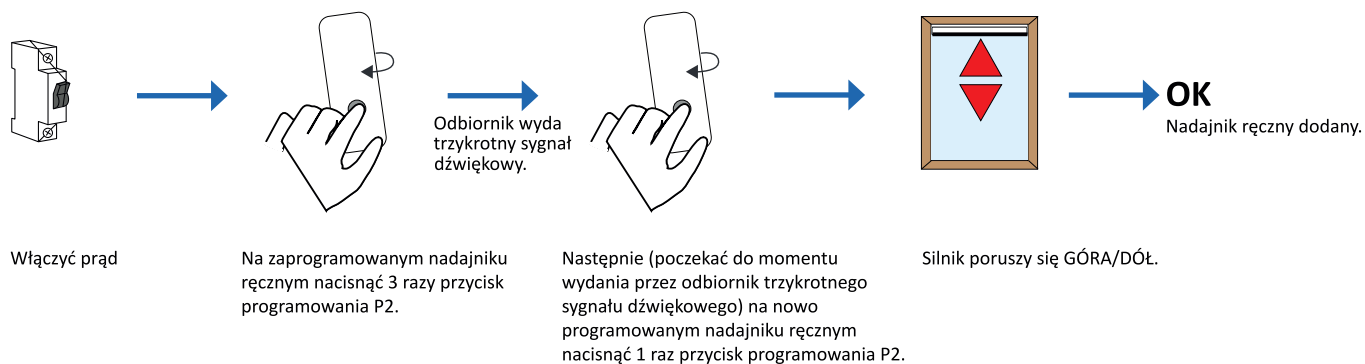 Odbiornik wyda
trzykrotny sygnał
dźwiękowy.
OK
Nadajnik ręczny dodany.
Włączyć prąd
Na zaprogramowanym nadajniku
ręcznym nacisnąć 3 razy przycisk
programowania P2.
Następnie (poczekać do momentu
wydania przez odbiornik trzykrotnego
sygnału dźwiękowego) na nowo
programowanym nadajniku ręcznym
nacisnąć 1 raz przycisk programowania P2.
Silnik poruszy się GÓRA/DÓŁ.